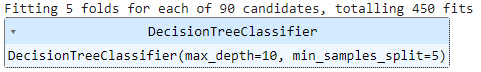 Fitting 5 folds for each of 90 candidates, totalling 450 fits
DecisionTreeClassifier
DecisionTreeClassifier(max_depth=10, min_samples_split=5)